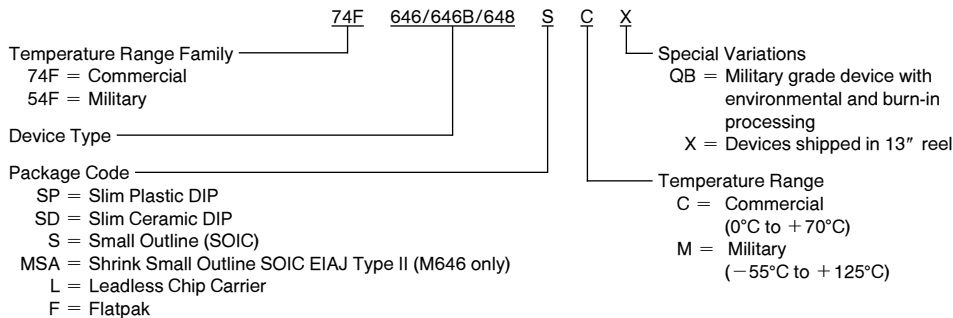 74F 646/646B/648 S C X
Temperature Range Family
74F = Commercial
54F = Military
Device Type
Package Code
SP = Slim Plastic DIP
SD = Slim Ceramic DIP
S = Small Outline (SOIC)
MSA = Shrink Small Outline SOIC EIAJ Type II (M646 only)
L = Leadless Chip Carrier
F = Flatpak
Special Variations
QB = Military grade device with
environmental and burn-in
processing
X = Devices shipped in 13″ reel
Temperature Range
C = Commercial
(0°C to +70°C)
M = Military
(−55°C to +125°C)